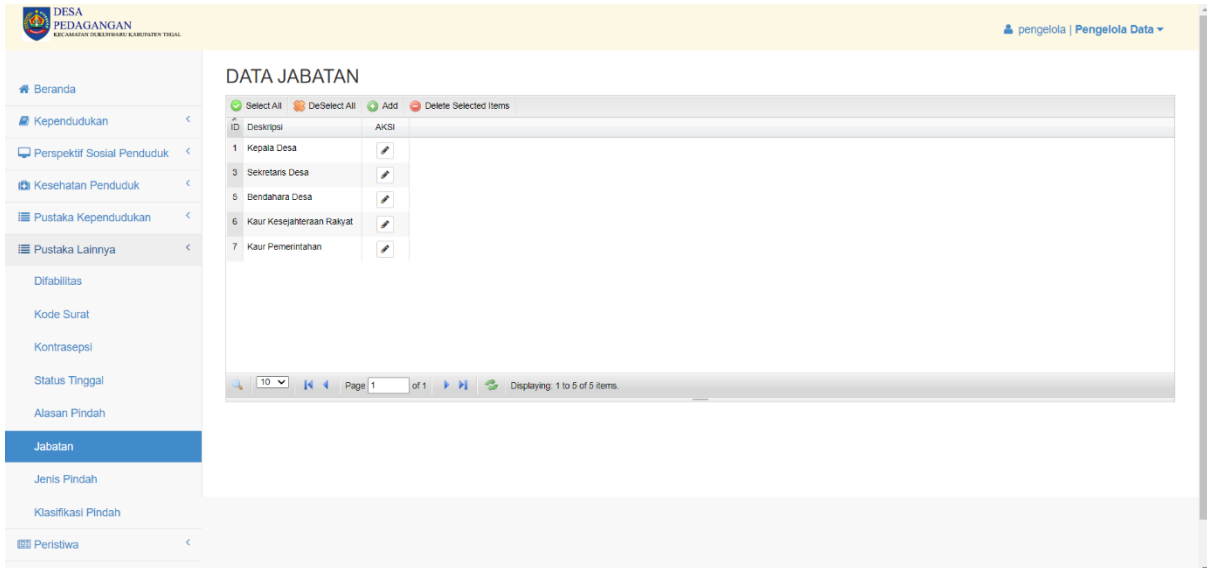 DESA
PEDAGANGAN
KECAMATAN DUKUHWARU KABUPATEN TEGAL
pengelola | Pengelola Data
Beranda
Kependudukan
Perspektif Sosial Penduduk
Kesehatan Penduduk
Pustaka Kependudukan
Pustaka Lainnya
Difabilitas
Kode Surat
Kontrasepsi
Status Tinggal
Alasan Pindah
Jabatan
Jenis Pindah
Klasifikasi Pindah
Peristiwa
DATA JABATAN
Select All DeSelect All Add Delete Selected Items
ID Deskripsi AKSI
1 Kepala Desa
3 Sekretaris Desa
5 Bendahara Desa
6 Kaur Kesejahteraan Rakyat
7 Kaur Pemerintahan
10 Page 1 of 1 Displaying: 1 to 5 of 5 items.